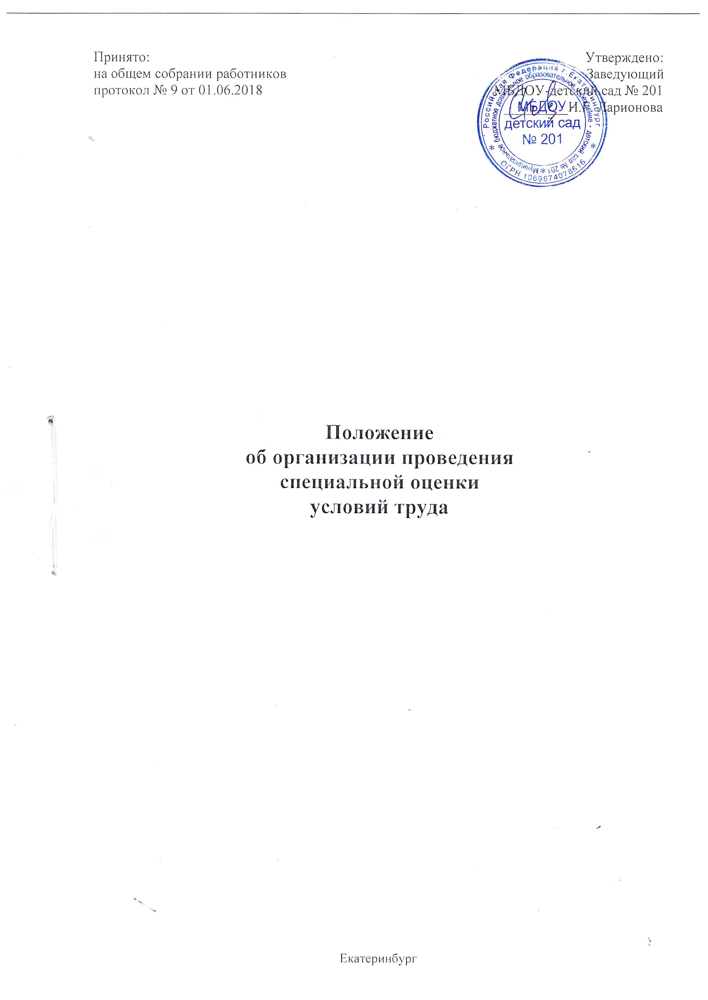 Принято:
на общем собрании работников
протокол № 9 от 01.06.2018
Утверждено:
Заведующий
МБДОУ-детский сад № 201
Ларионова
Российская Федерация г. Екатеринбург
Муниципальное бюджетное дошкольное образовательное учреждение - детский сад № 201
ОГРН 1069674078616
МБДОУ -
детский сад
№ 201
Положение
об организации проведения
специальной оценки
условий труда
Екатеринбург